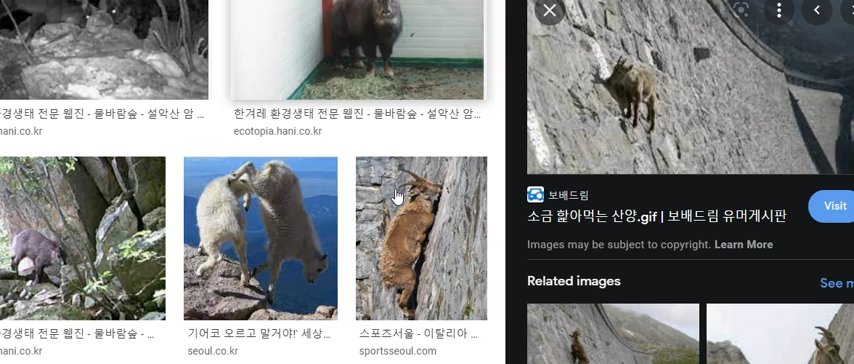 경생태 전문 웹진 - 물바람숲 - 설악산 암 ...
hani.co.kr
한겨레 환경생태 전문 웹진 - 물바람숲 - 설악산 암...
ecotopia.hani.co.kr
경생태 전문 웹진 - 물바람숲 - ...
hani.co.kr
기어코 오르고 말거야!' 세상...
seoul.co.kr
스포츠서울 - 이탈리아 ...
sportsseoul.com
보배드림
소금 핥아먹는 산양.gif | 보배드림 유머게시판
Visit
Images may be subject to copyright. Learn More
Related images
See m